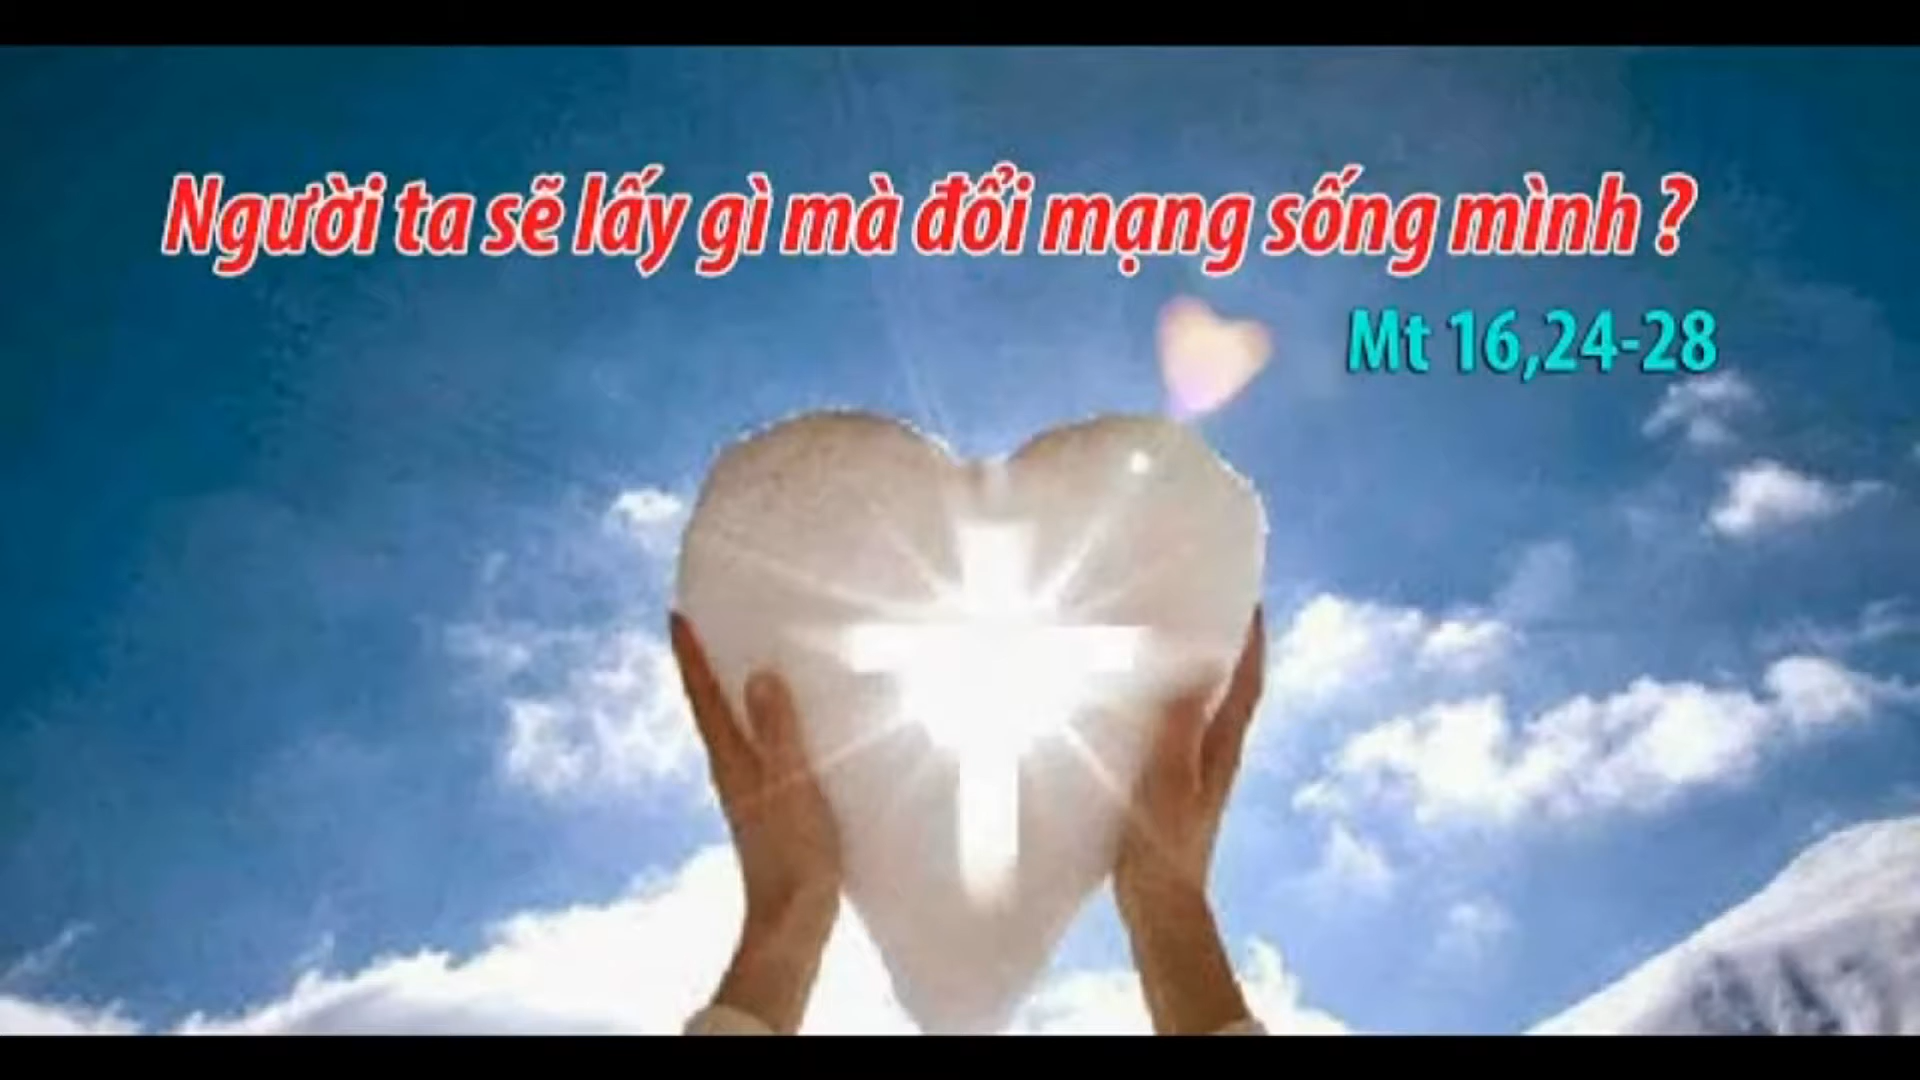 Người ta sẽ lấy gì mà đổi mạng sống mình ?
Mt 16,24-28